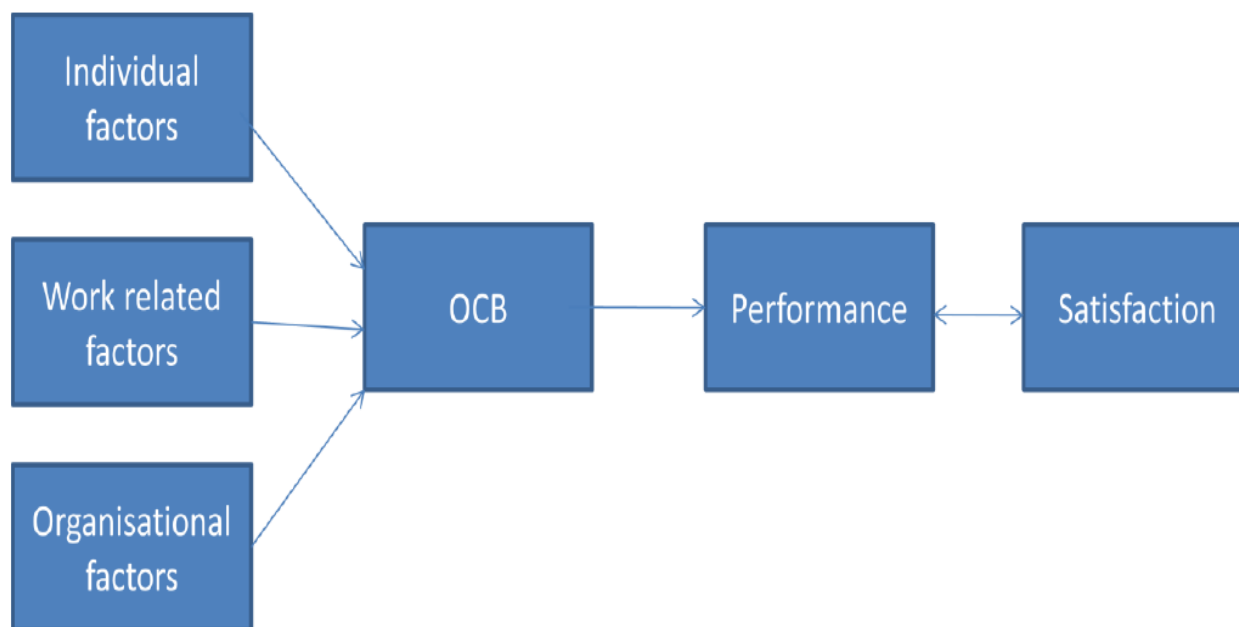 Individual
factors
Work related
factors
Organisational
factors
OCB
Performance
Satisfaction